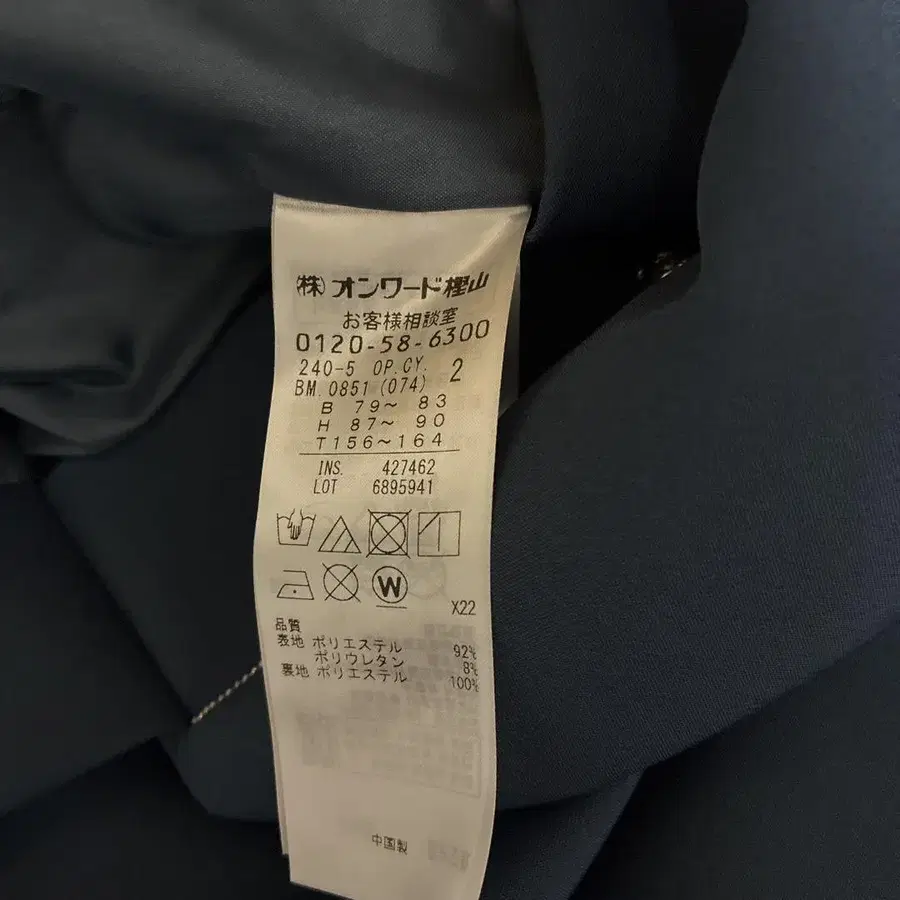 (株)オンワード樫山
お客様相談室
0120-58-6300
240-5 OP.CY. 2
BM.0851(074)
B 79〜 83
H 87〜 90
T156〜164
INS. 427462
LOT 6895941
W
X22
品質
表地 ポリエステル 92%
ポリウレタン 8%
裏地 ポリエステル 100%
中国製